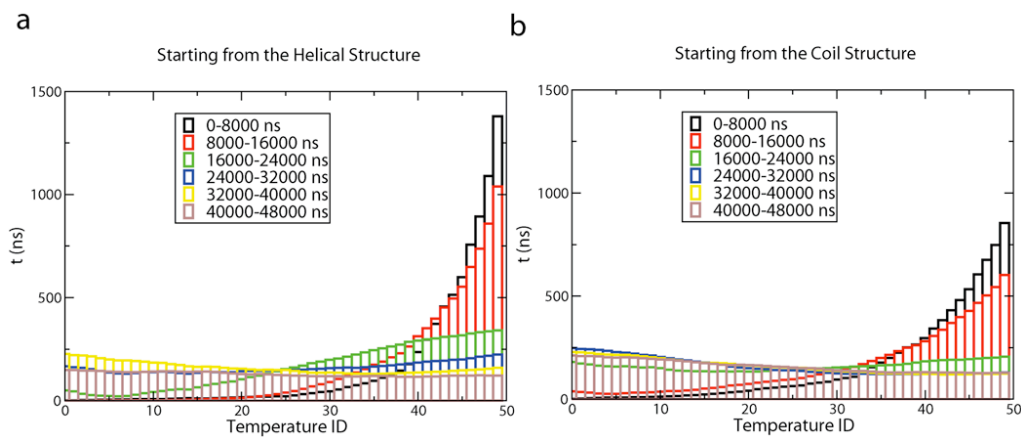 a
Starting from the Helical Structure
1500
1000
500
0
t (ns)
0-8000 ns
8000-16000 ns
16000-24000 ns
24000-32000 ns
32000-40000 ns
40000-48000 ns
0 10 20 30 40 50
Temperature ID
b
Starting from the Coil Structure
1500
1000
500
0
t (ns)
0-8000 ns
8000-16000 ns
16000-24000 ns
24000-32000 ns
32000-40000 ns
40000-48000 ns
0 10 20 30 40 50
Temperature ID